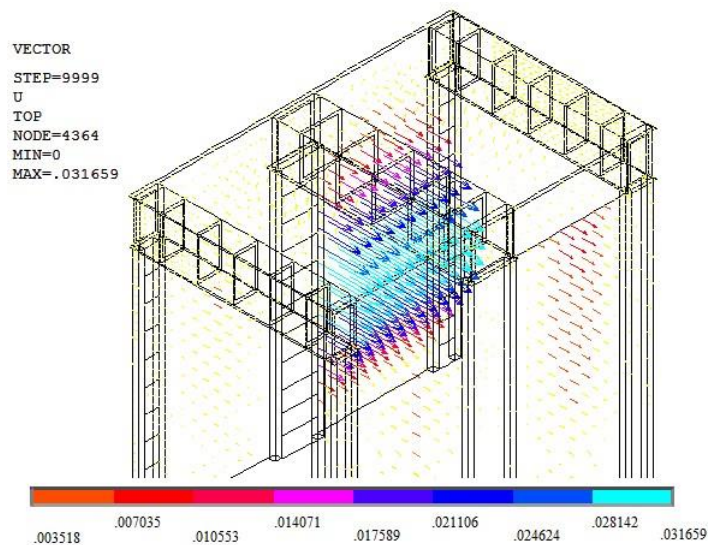 VECTOR
STEP=9999
U
TOP
NODE=4364
MIN=0
MAX=.031659
.003518 .007035 .010553 .014071 .017589 .021106 .024624 .028142 .031659